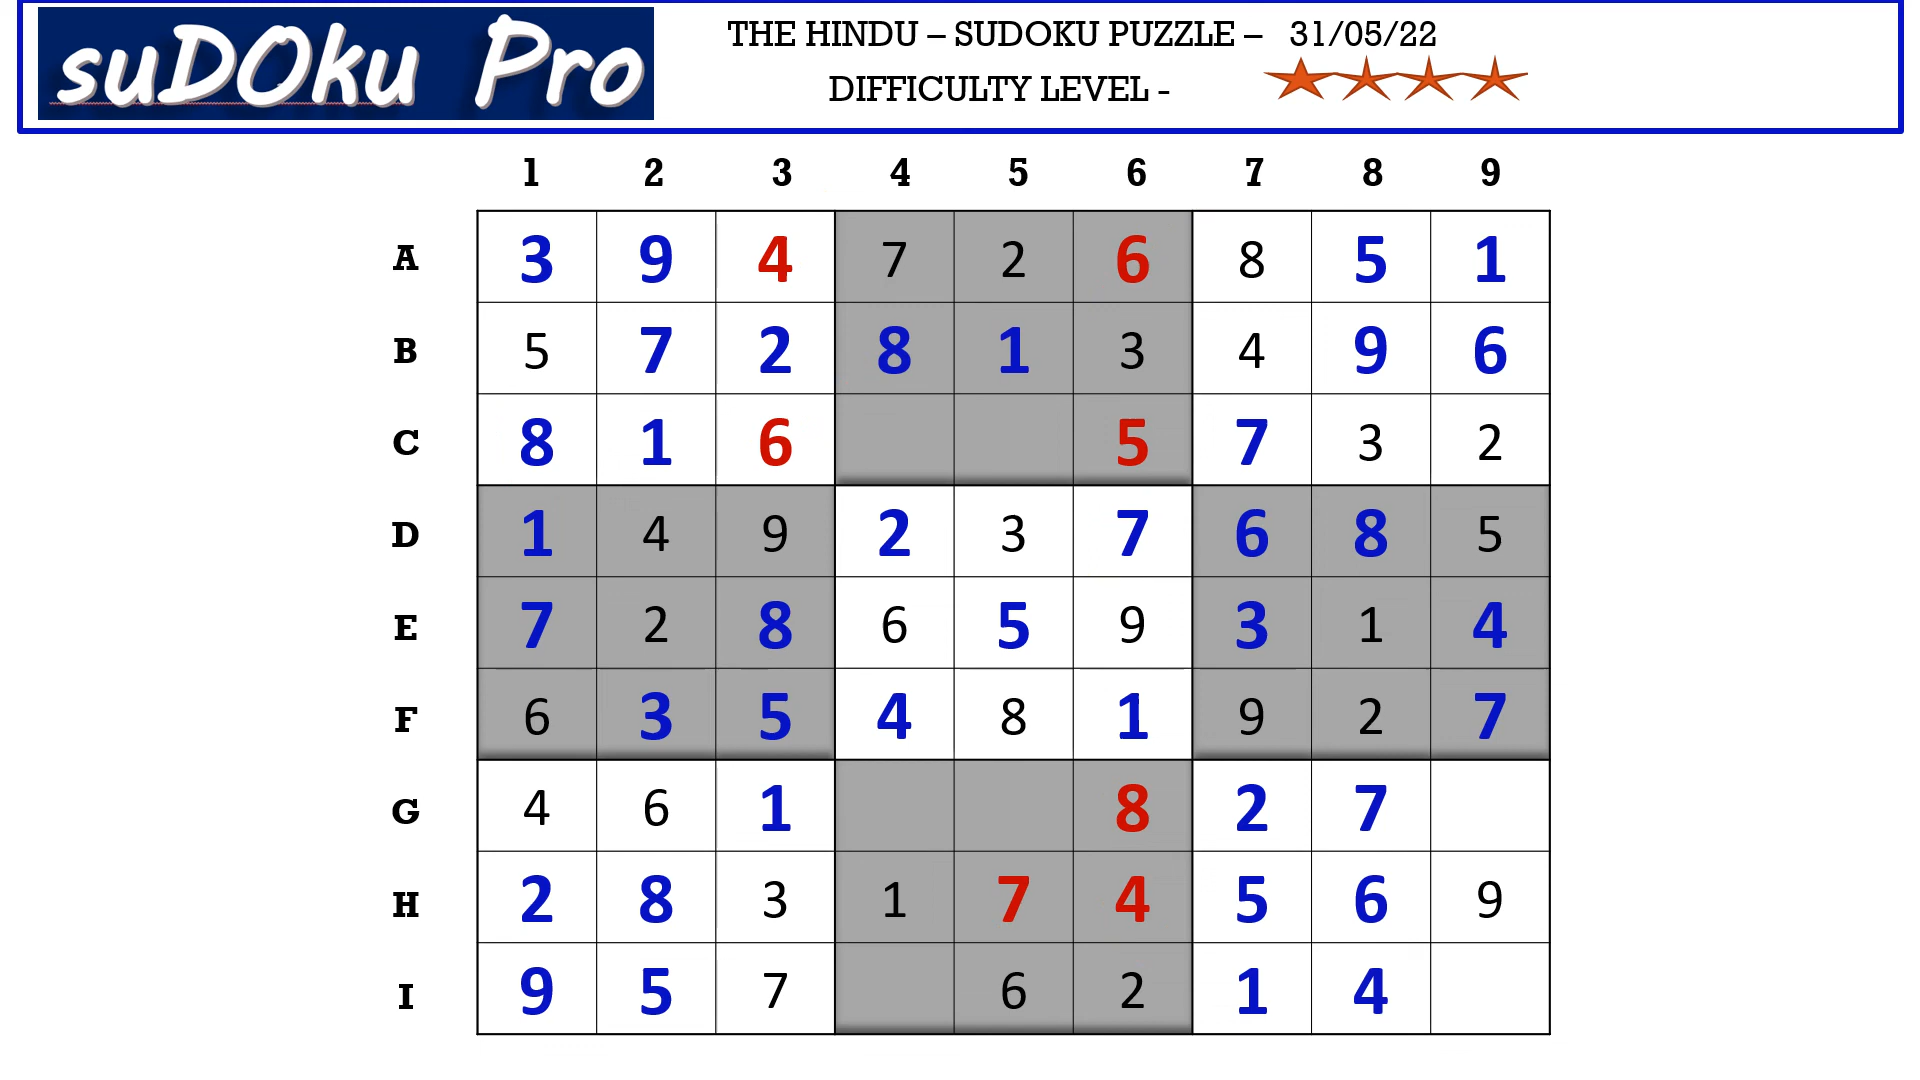 suDOku Pro
THE HINDU – SUDOKU PUZZLE – 31/05/22
DIFFICULTY LEVEL -
1 2 3 4 5 6 7 8 9
A 3 9 4 7 2 6 8 5 1
B 5 7 2 8 1 3 4 9 6
C 8 1 6 5 7 3 2
D 1 4 9 2 3 7 6 8 5
E 7 2 8 6 5 9 3 1 4
F 6 3 5 4 8 1 9 2 7
G 4 6 1 8 2 7
H 2 8 3 1 7 4 5 6 9
I 9 5 7 6 2 1 4